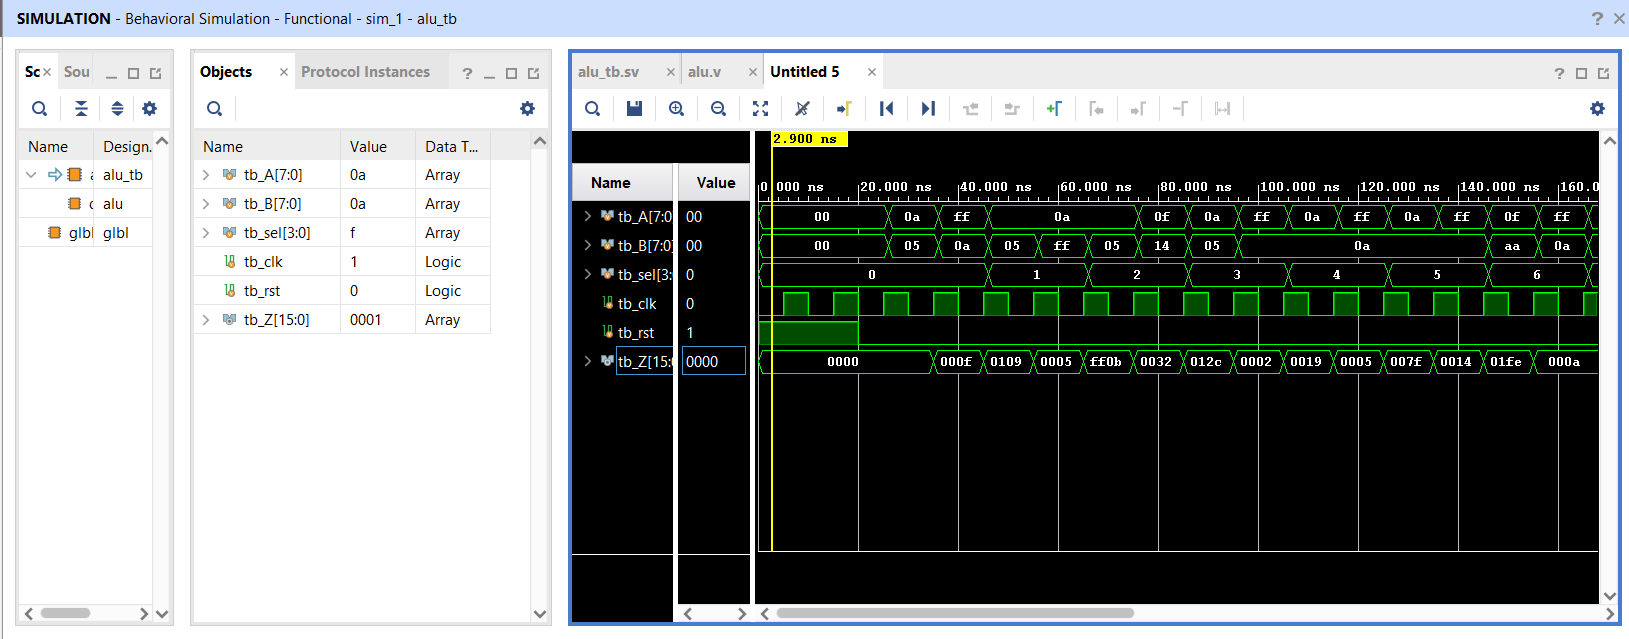 SIMULATION - Behavioral Simulation - Functional - sim_1 - alu_tb
? ×
Sc × Sou
Name Design.
alu_tb
alu
glbl glbl
Objects × Protocol Instances ?
Name Value Data T...
tb_A[7:0] 0a Array
tb_B[7:0] 0a Array
tb_sel[3:0] f Array
tb_clk 1 Logic
tb_rst 0 Logic
tb_Z[15:0] 0001 Array
alu_tb.sv × alu.v × Untitled 5 × ?
2.900 ns
Name Value
0.000 ns 20.000 ns 40.000 ns 60.000 ns 80.000 ns 100.000 ns 120.000 ns 140.000 ns 160.0
tb_A[7:0 00 00 0a ff 0a 0f 0a ff 0a ff 0a ff 0f ff
tb_B[7:0] 00 00 05 0a 05 ff 05 14 05 0a aa 0a
tb_sel[3: 0 0 1 2 3 4 5 6
tb_clk 0
tb_rst 1
tb_Z[15: 0000 0000 000f 0109 0005 ff0b 0032 012c 0002 0019 0005 007f 0014 01fe 000a